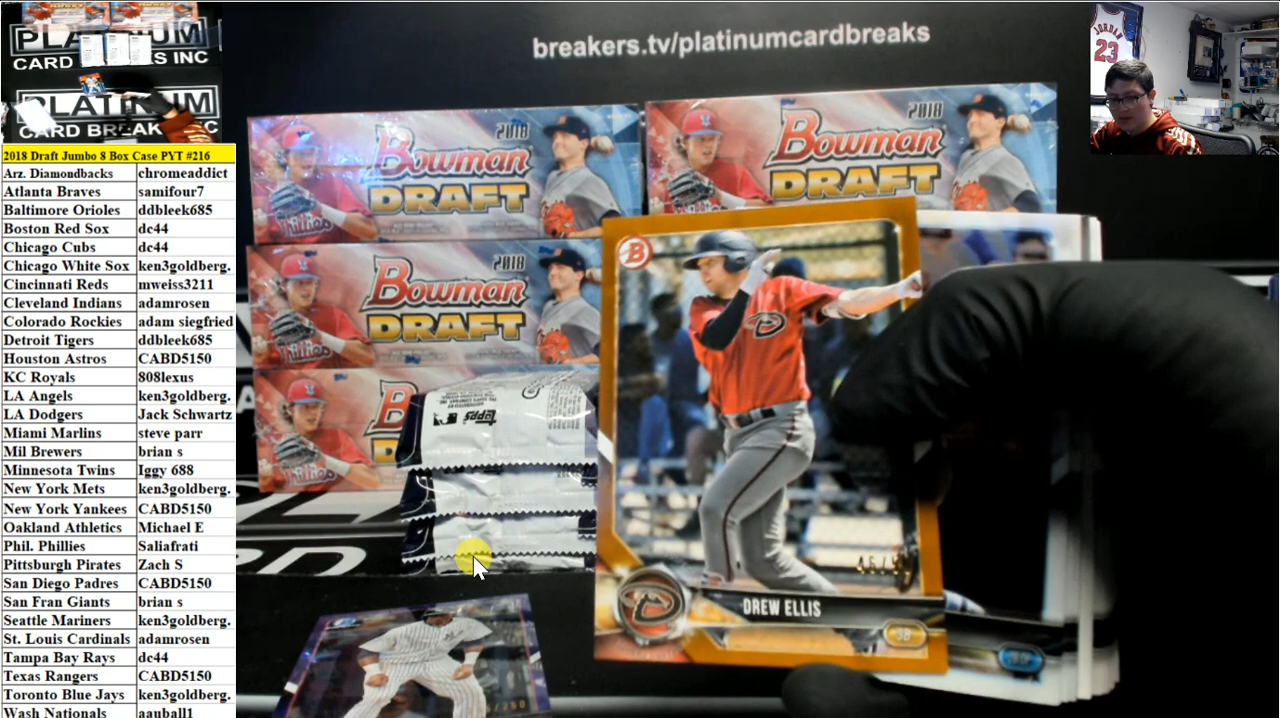 breakers.tv/platinumcardbreaks
PLATINUM
CARD BREAKS INC
PLATINUM
CARD BREAKS INC
JORDAN
23
2018 Draft Jumbo 8 Box Case PYT #216
Arz. Diamondbacks chromeaddict
Atlanta Braves samifour7
Baltimore Orioles ddbleek685
Boston Red Sox dc44
Chicago Cubs dc44
Chicago White Sox ken3goldberg.
Cincinnati Reds mweiss3211
Cleveland Indians adamrosen
Colorado Rockies adam siegfried
Detroit Tigers ddbleek685
Houston Astros CABD5150
KC Royals 808lexus
LA Angels ken3goldberg.
LA Dodgers Jack Schwartz
Miami Marlins steve parr
Mil Brewers brian s
Minnesota Twins Iggy 688
New York Mets ken3goldberg.
New York Yankees CABD5150
Oakland Athletics Michael E
Phil. Phillies Saliafrati
Pittsburgh Pirates Zach S
San Diego Padres CABD5150
San Fran Giants brian s
Seattle Mariners ken3goldberg.
St. Louis Cardinals adamrosen
Tampa Bay Rays dc44
Texas Rangers CABD5150
Toronto Blue Jays ken3goldberg.
Wash Nationals aauball1
2018
Bowman
DRAFT
Phillies
2018
Bowman
DRAFT
2018
Bowman
DRAFT
Phillies
B
Phillies
topps
B
DREW ELLIS
3B